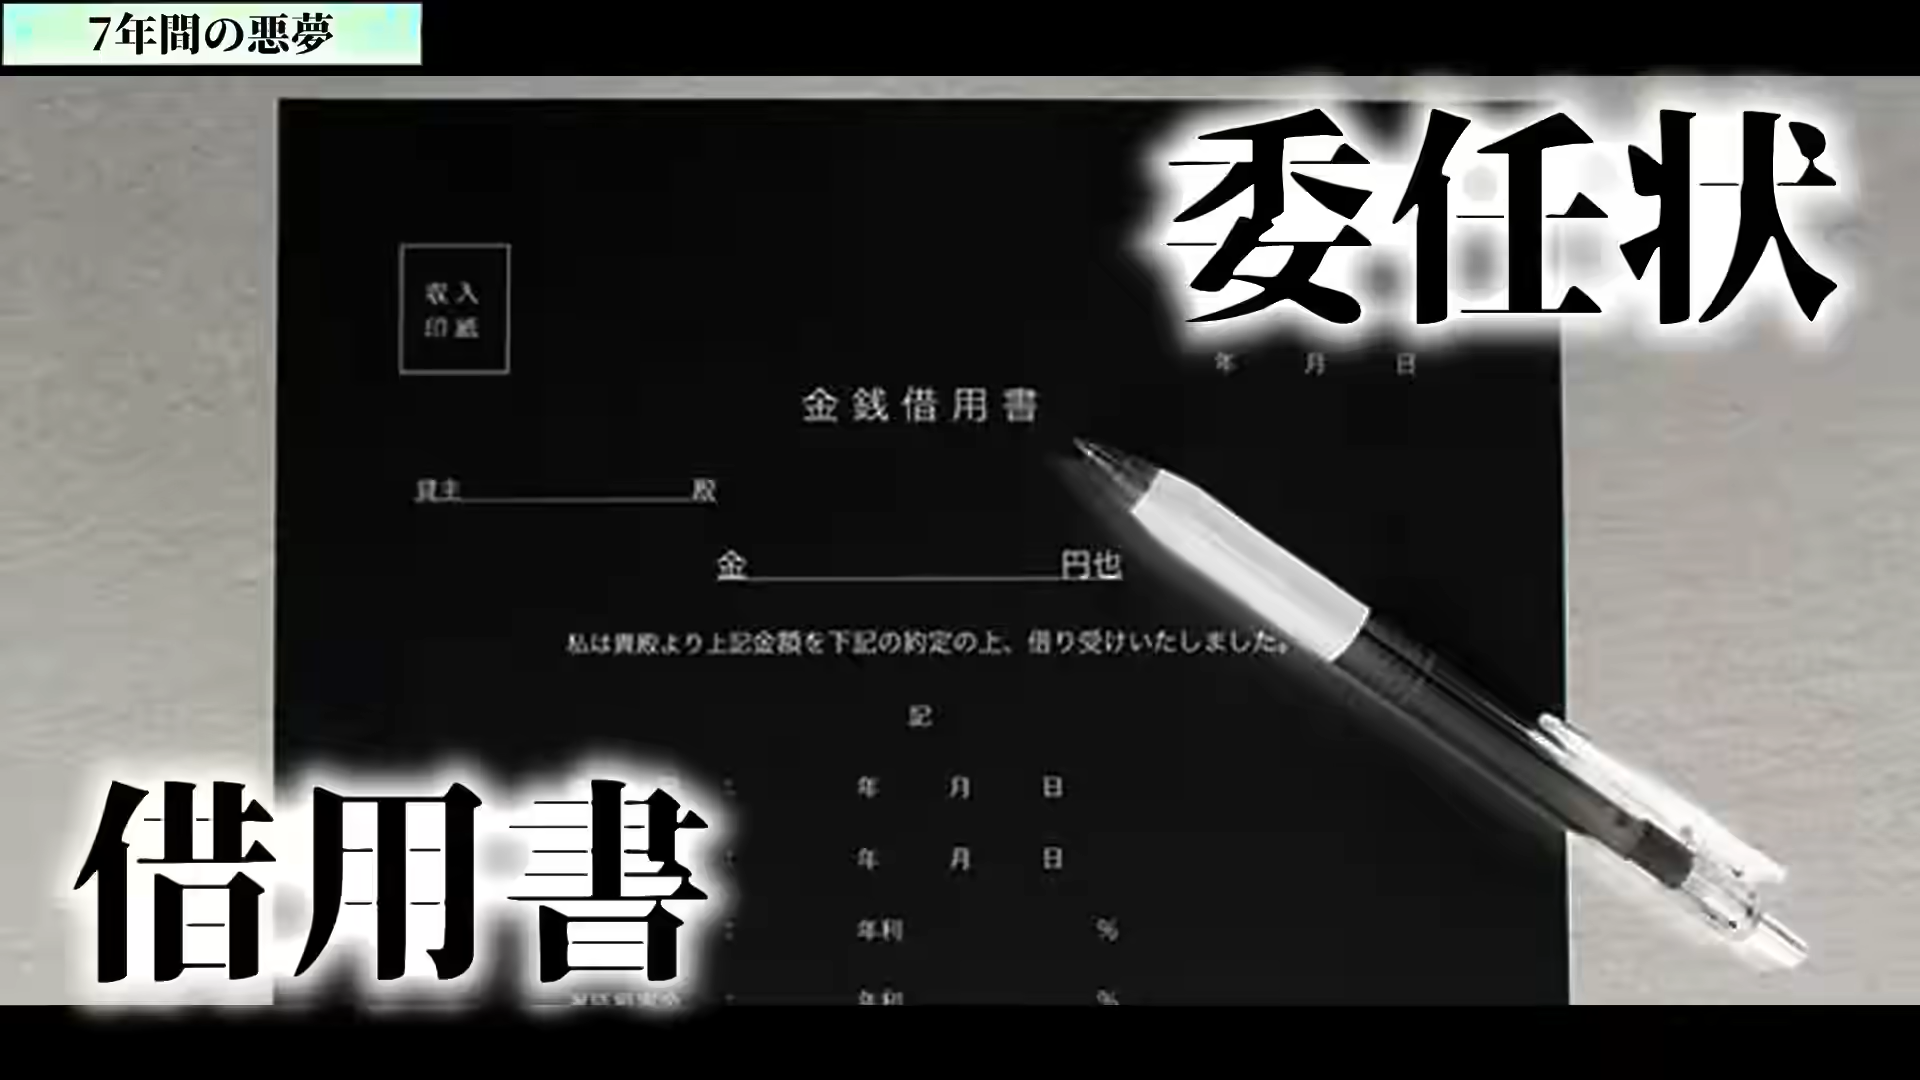 7年間の悪夢
委任状
収入
印紙
年 月 日
金銭借用書
貸主 殿
金 円也
私は貴殿より上記金額を下記の約定の上、借り受けいたしました。
記
： 年 月 日
： 年 月 日
： 年利 %
： 年利 %
借用書